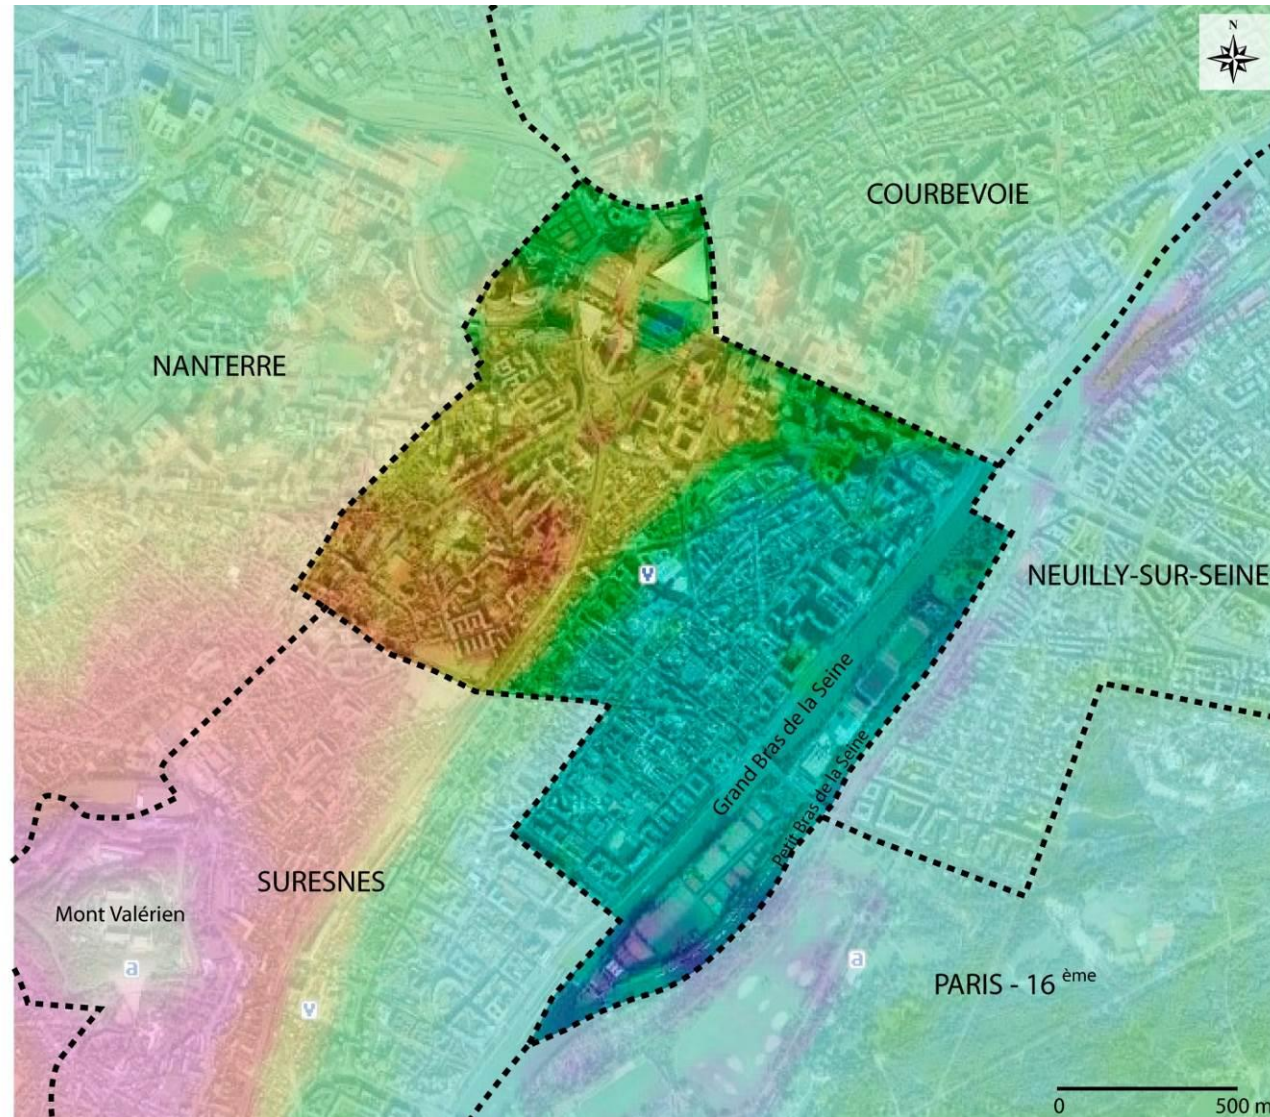 N
COURBEVOIE
NANTERRE
NEUILLY-SUR-SEINE
Grand Bras de la Seine
Petit Bras de la Seine
SURESNES
Mont Valérien
PARIS - 16 ème
0 500 m